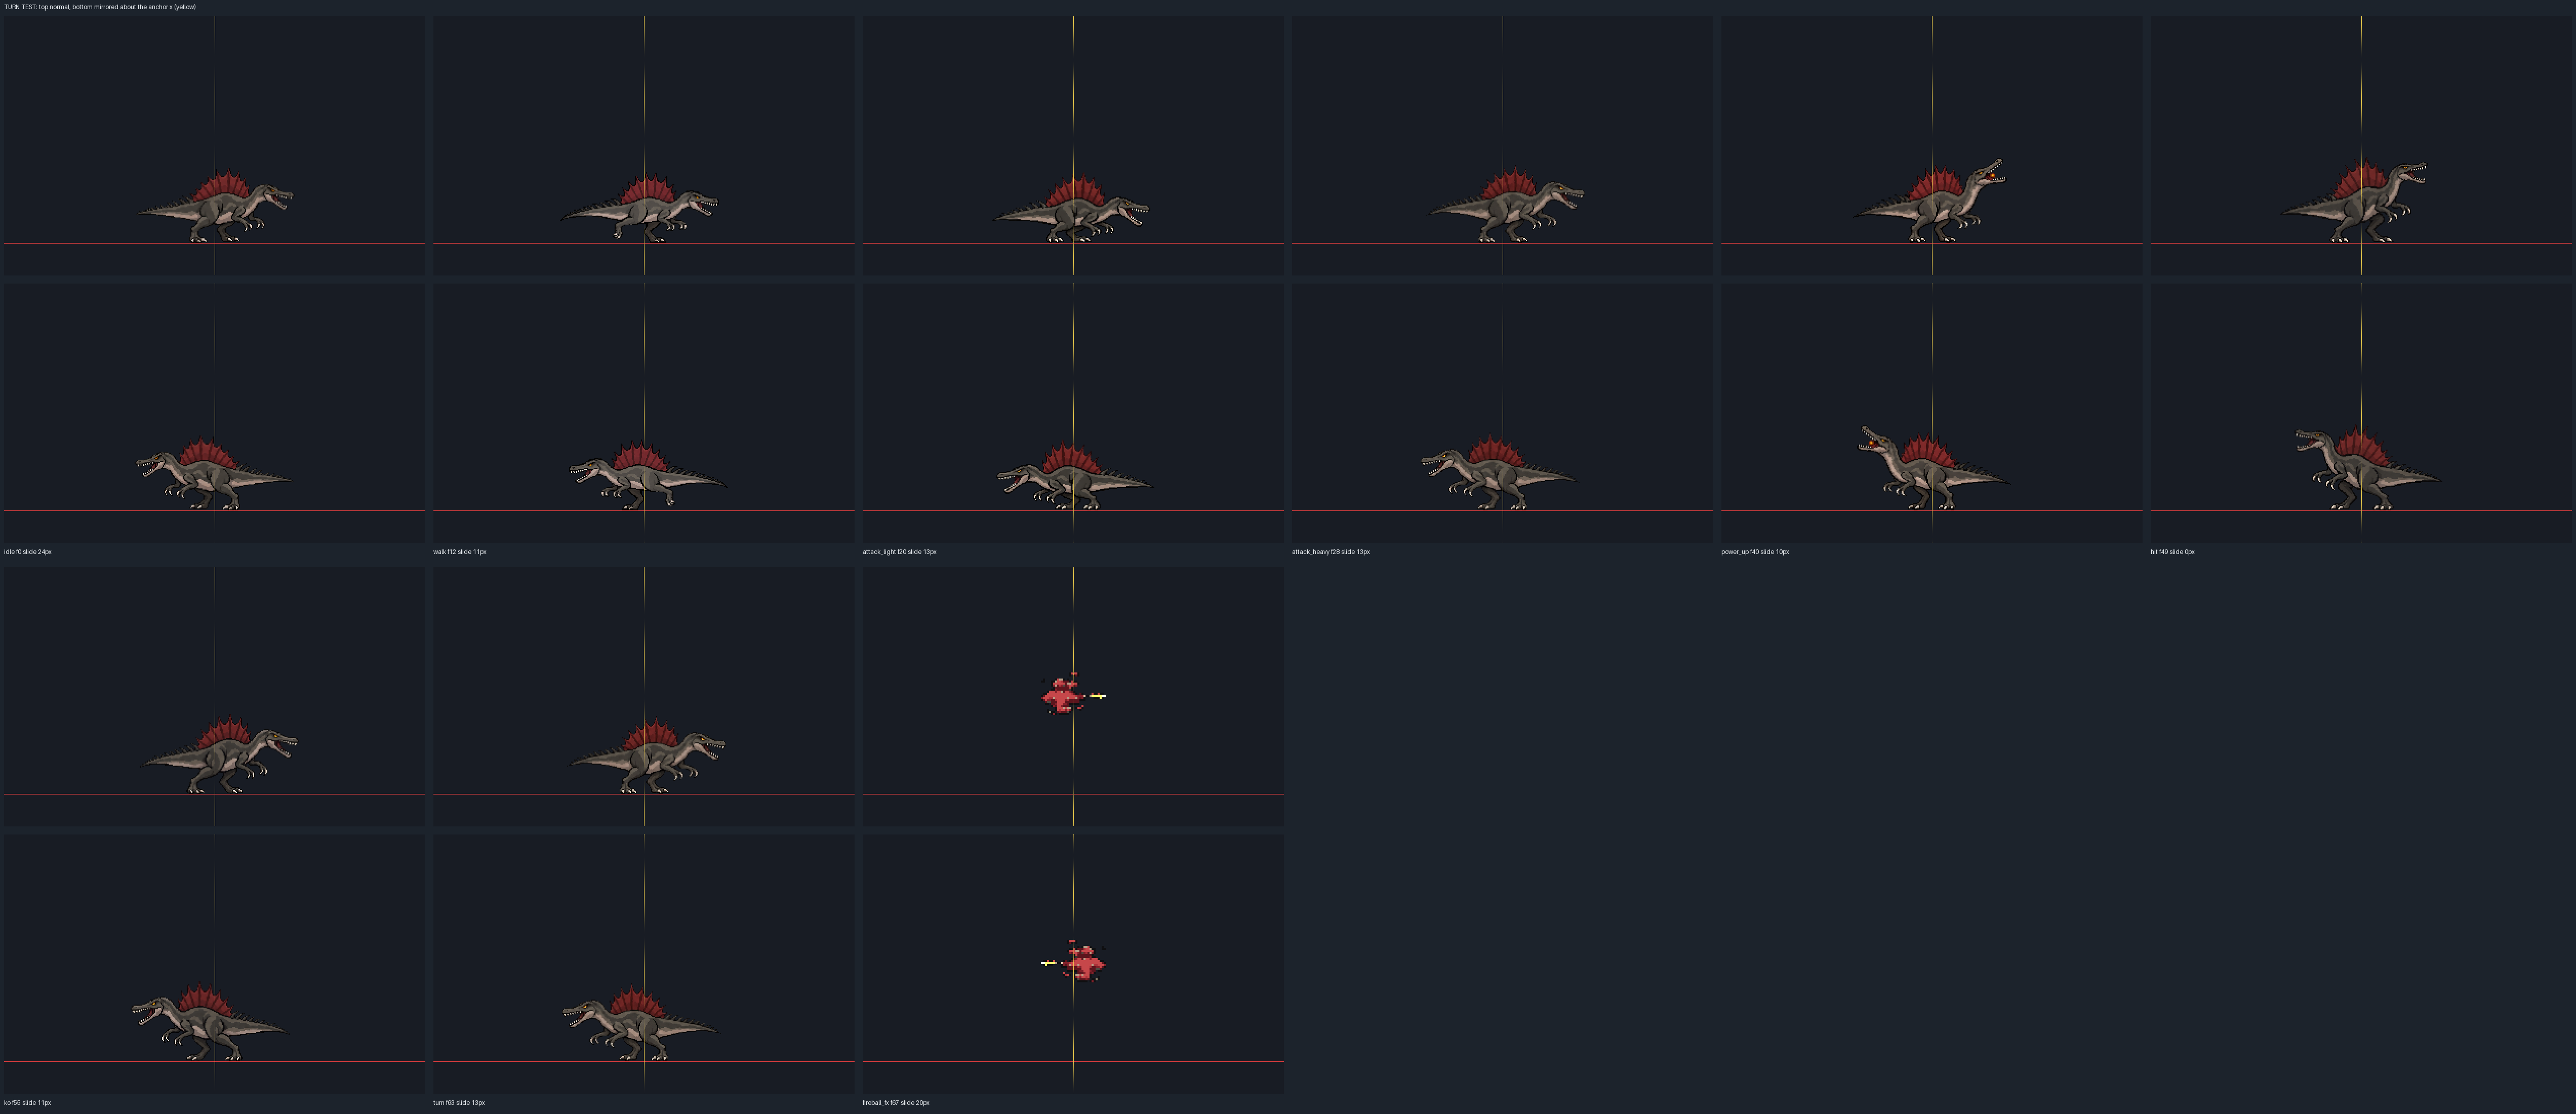 TURN TEST: top normal, bottom mirrored about the anchor x (yellow)
idle f0 slide 24px
walk f12 slide 11px
attack_light f20 slide 13px
attack_heavy f28 slide 13px
power_up f40 slide 10px
hit f49 slide 0px
ko f55 slide 11px
turn f63 slide 13px
fireball_fx f67 slide 20px